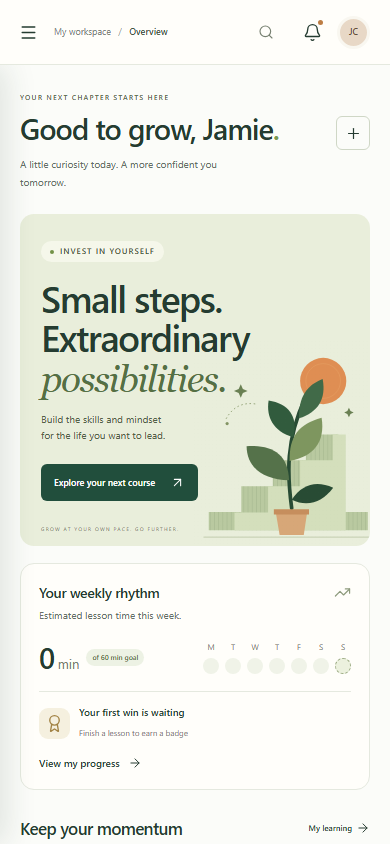 My workspace / Overview
JC
YOUR NEXT CHAPTER STARTS HERE
Good to grow, Jamie.
A little curiosity today. A more confident you
tomorrow.
INVEST IN YOURSELF
Small steps.
Extraordinary
possibilities.
Build the skills and mindset
for the life you want to lead.
Explore your next course
GROW AT YOUR OWN PACE. GO FURTHER.
Your weekly rhythm
Estimated lesson time this week.
0 min of 60 min goal
M T W T F S S
Your first win is waiting
Finish a lesson to earn a badge
View my progress
Keep your momentum
My learning